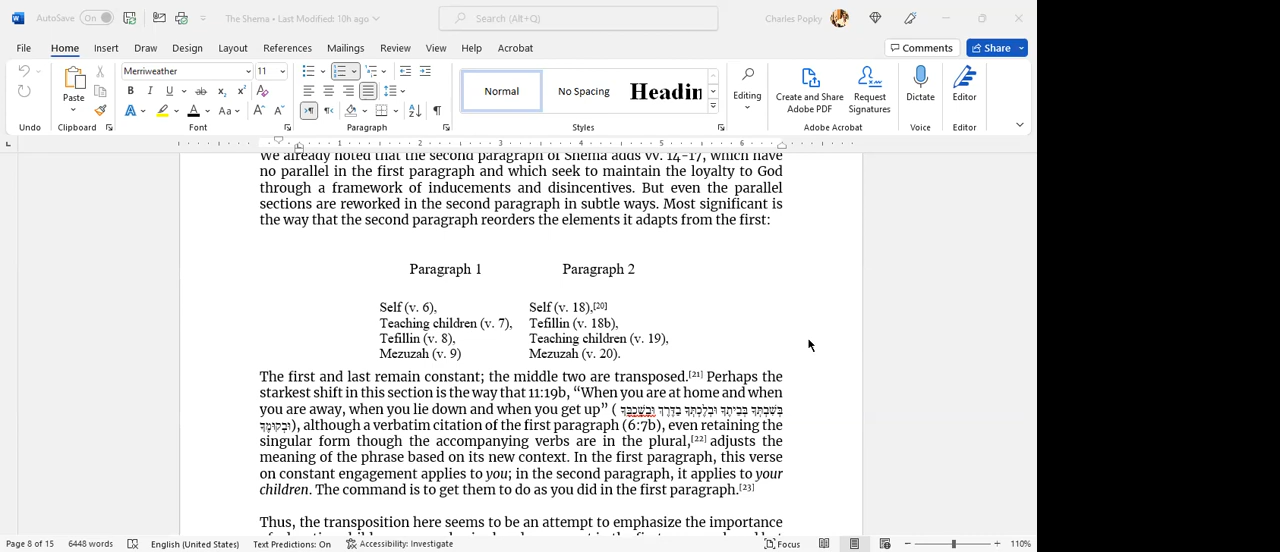 AutoSave On The Shema • Last Modified: 10h ago Search (Alt+Q) Charles Popky
File Home Insert Draw Design Layout References Mailings Review View Help Acrobat Comments Share
Merriweather 11
Paste B I U ab x₂ x² Aa Normal No Spacing Headin Editing Create and Share Adobe PDF Request Signatures Dictate Editor
Undo Clipboard Font Paragraph Styles Adobe Acrobat Voice Editor
1 2 3 4 5 6
We already noted that the second paragraph of Shema adds vv. 14-17, which have
no parallel in the first paragraph and which seek to maintain the loyalty to God
through a framework of inducements and disincentives. But even the parallel
sections are reworked in the second paragraph in subtle ways. Most significant is
the way that the second paragraph reorders the elements it adapts from the first:
Paragraph 1 Paragraph 2
Self (v. 6), Self (v. 18),[20]
Teaching children (v. 7), Tefillin (v. 18b),
Tefillin (v. 8), Teaching children (v. 19),
Mezuzah (v. 9) Mezuzah (v. 20).
The first and last remain constant; the middle two are transposed.[21] Perhaps the
starkest shift in this section is the way that 11:19b, “When you are at home and when
you are away, when you lie down and when you get up” ( בְּשִׁבְתְּךָ בְּבֵיתֶךָ וּבְלֶכְתְּךָ בַדֶּרֶךְ וּבְשָׁכְבְּךָ
וּבְקוּמֶךָ), although a verbatim citation of the first paragraph (6:7b), even retaining the
singular form though the accompanying verbs are in the plural,[22] adjusts the
meaning of the phrase based on its new context. In the first paragraph, this verse
on constant engagement applies to you; in the second paragraph, it applies to your
children. The command is to get them to do as you did in the first paragraph.[23]
Thus, the transposition here seems to be an attempt to emphasize the importance
Page 8 of 15 6448 words English (United States) Text Predictions: On Accessibility: Investigate Focus 110%